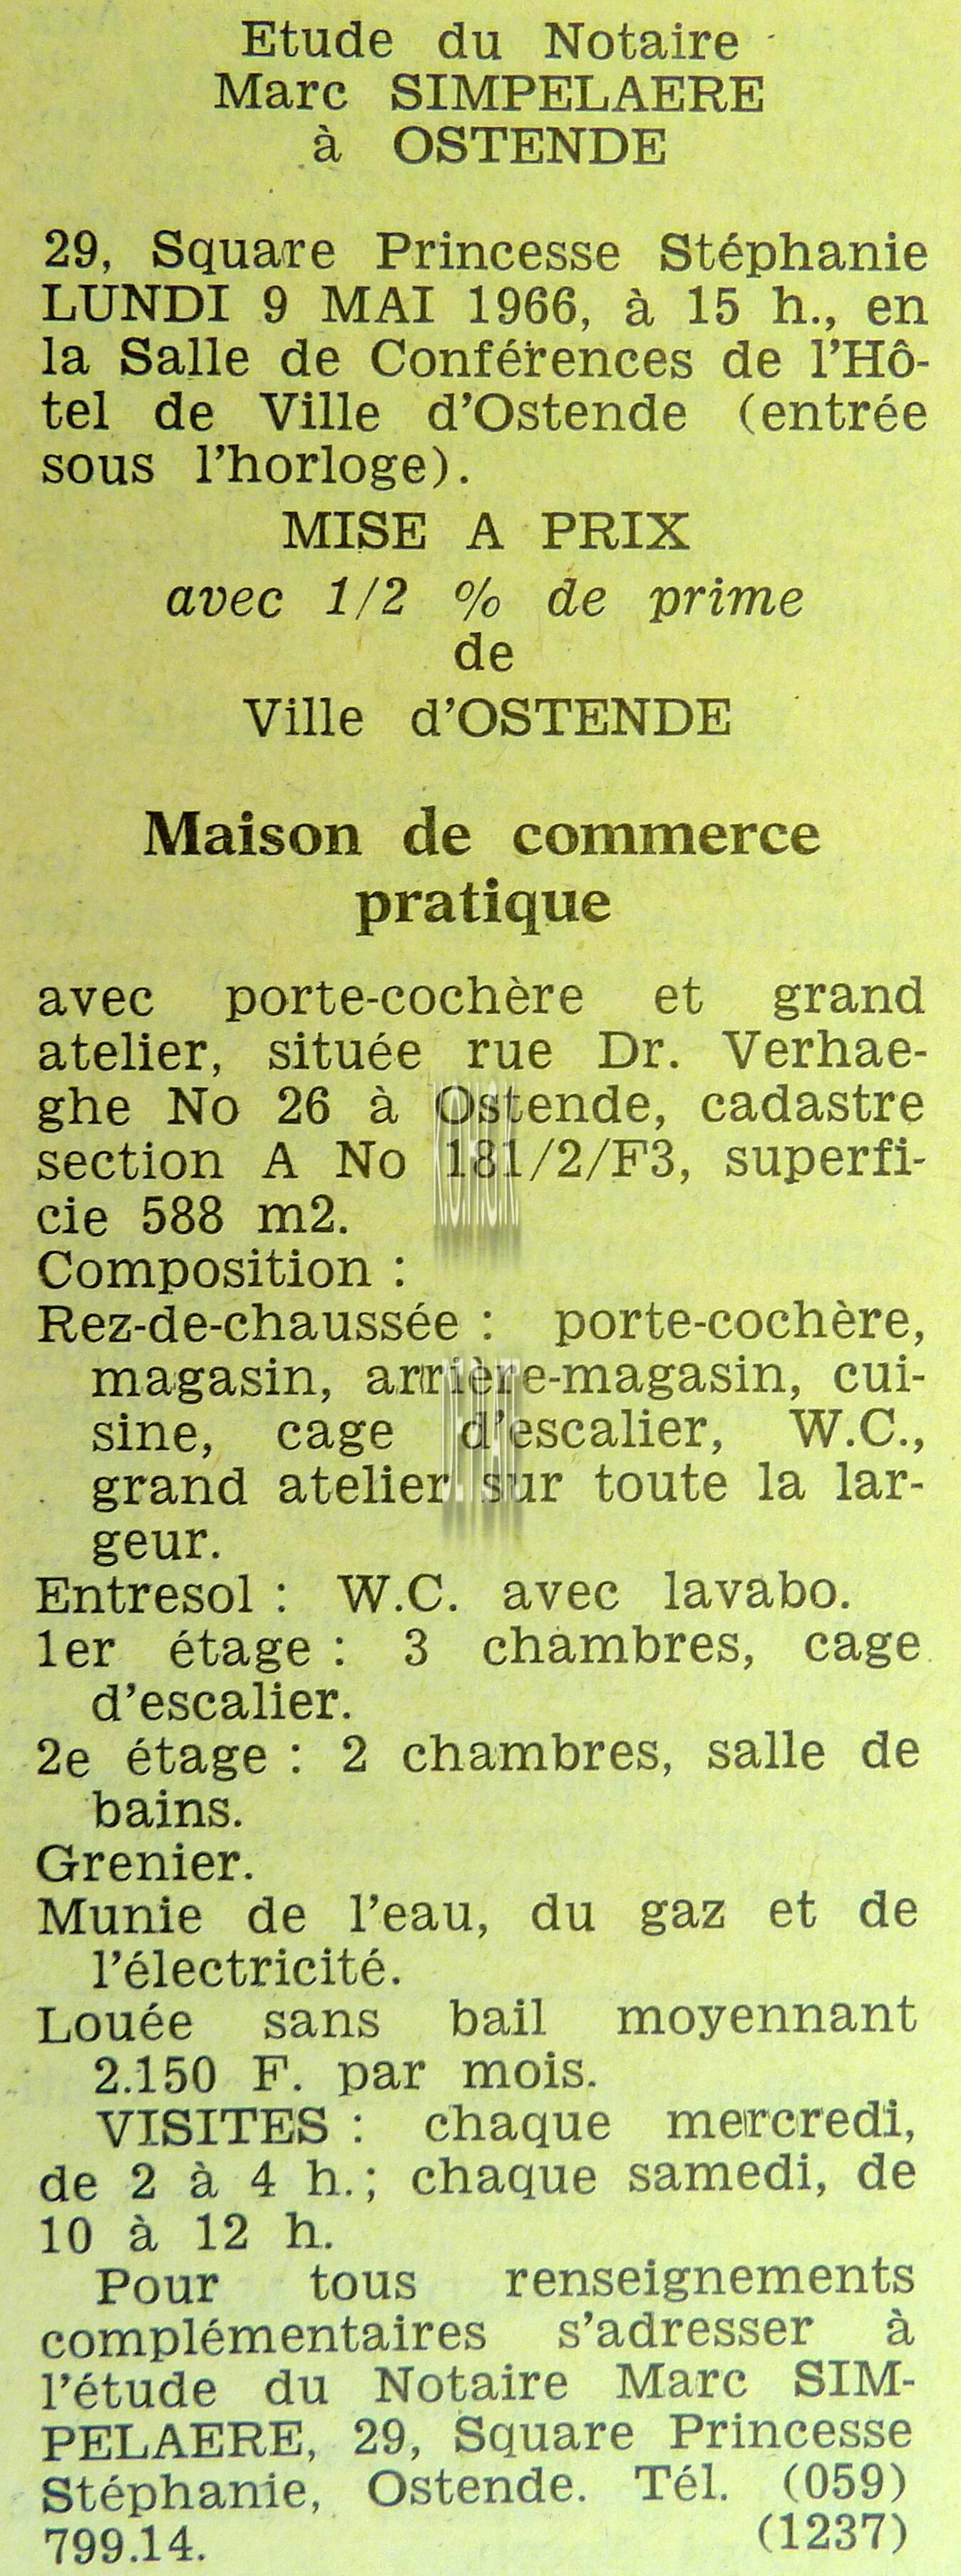 Etude du Notaire
Marc SIMPELAERE
à OSTENDE
29, Square Princesse Stéphanie
LUNDI 9 MAI 1966, à 15 h., en
la Salle de Conférences de l'Hô-
tel de Ville d'Ostende (entrée
sous l'horloge).
MISE A PRIX
avec 1/2 % de prime
de
Ville d'OSTENDE
Maison de commerce
pratique
avec porte-cochère et grand
atelier, située rue Dr. Verhae-
ghe No 26 à Ostende, cadastre
section A No 181/2/F3, superfi-
cie 588 m2.
Composition :
Rez-de-chaussée : porte-cochère,
magasin, arrière-magasin, cui-
sine, cage d'escalier, W.C.,
grand atelier sur toute la lar-
geur.
Entresol : W.C. avec lavabo.
1er étage : 3 chambres, cage
d'escalier.
2e étage : 2 chambres, salle de
bains.
Grenier.
Munie de l'eau, du gaz et de
l'électricité.
Louée sans bail moyennant
2.150 F. par mois.
VISITES : chaque mercredi,
de 2 à 4 h.; chaque samedi, de
10 à 12 h.
Pour tous renseignements
complémentaires s'adresser à
l'étude du Notaire Marc SIM-
PELAERE, 29, Square Princesse
Stéphanie, Ostende. Tél. (059)
799.14. (1237)